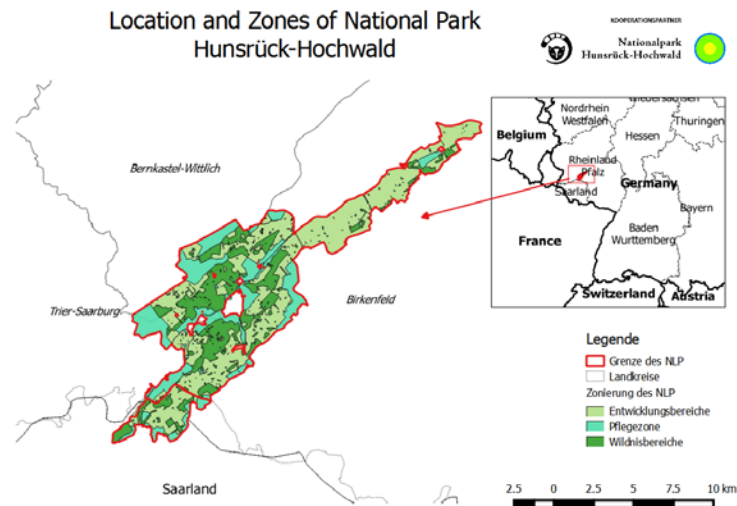 Location and Zones of National Park
Hunsrück-Hochwald
KOOPERATIONSPARTNER
Nationalpark
Hunsrück-Hochwald
Bernkastel-Wittlich
Trier-Saarburg
Birkenfeld
Saarland
Niedersachsen
Nordrhein
Westfalen
Thuringen
Belgium
Hessen
Rheinland
Pfalz
Saarland
Germany
Bayern
France
Baden
Wurttemberg
Switzerland
Austria
Legende
Grenze des NLP
Landkreise
Zonierung des NLP
Entwicklungsbereiche
Pflegezone
Wildnisbereiche
2.5 0 2.5 5 7.5 10 km